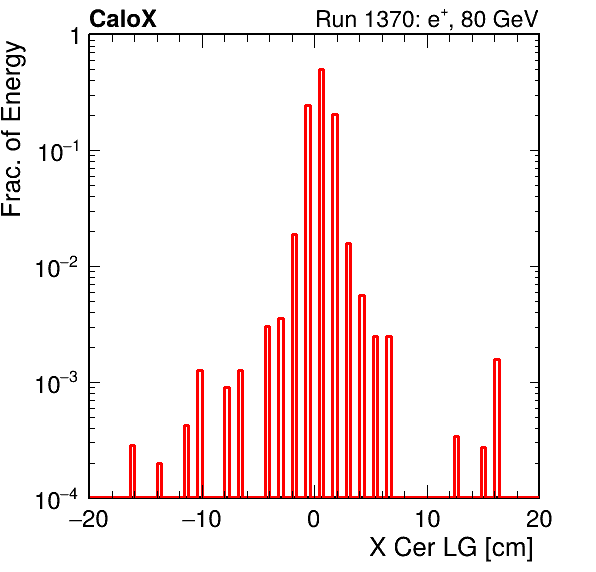 CaloX Run 1370: e⁺, 80 GeV
Frac. of Energy
1
10⁻¹
10⁻²
10⁻³
10⁻⁴
−20 −10 0 10 20
X Cer LG [cm]